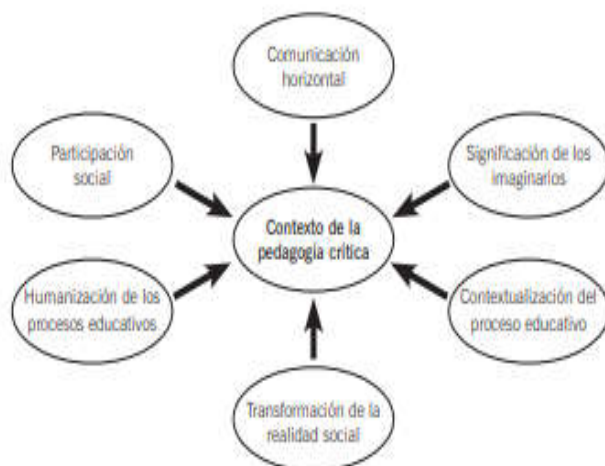 Comunicación
horizontal
Participación
social
Significación de los
imaginarios
Contexto de la
pedagogía crítica
Humanización de los
procesos educativos
Contextualización del
proceso educativo
Transformación de la
realidad social